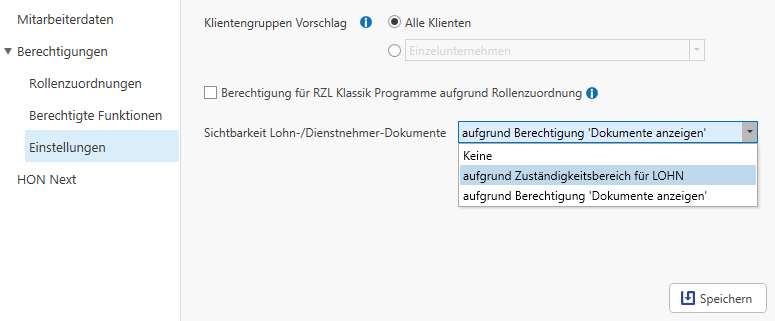 Mitarbeiterdaten
Berechtigungen
Rollenzuordnungen
Berechtigte Funktionen
Einstellungen
HON Next
Klientengruppen Vorschlag
Alle Klienten
Einzelunternehmen
Berechtigung für RZL Klassik Programme aufgrund Rollenzuordnung
Sichtbarkeit Lohn-/Dienstnehmer-Dokumente
aufgrund Berechtigung 'Dokumente anzeigen'
Keine
aufgrund Zuständigkeitsbereich für LOHN
aufgrund Berechtigung 'Dokumente anzeigen'
Speichern